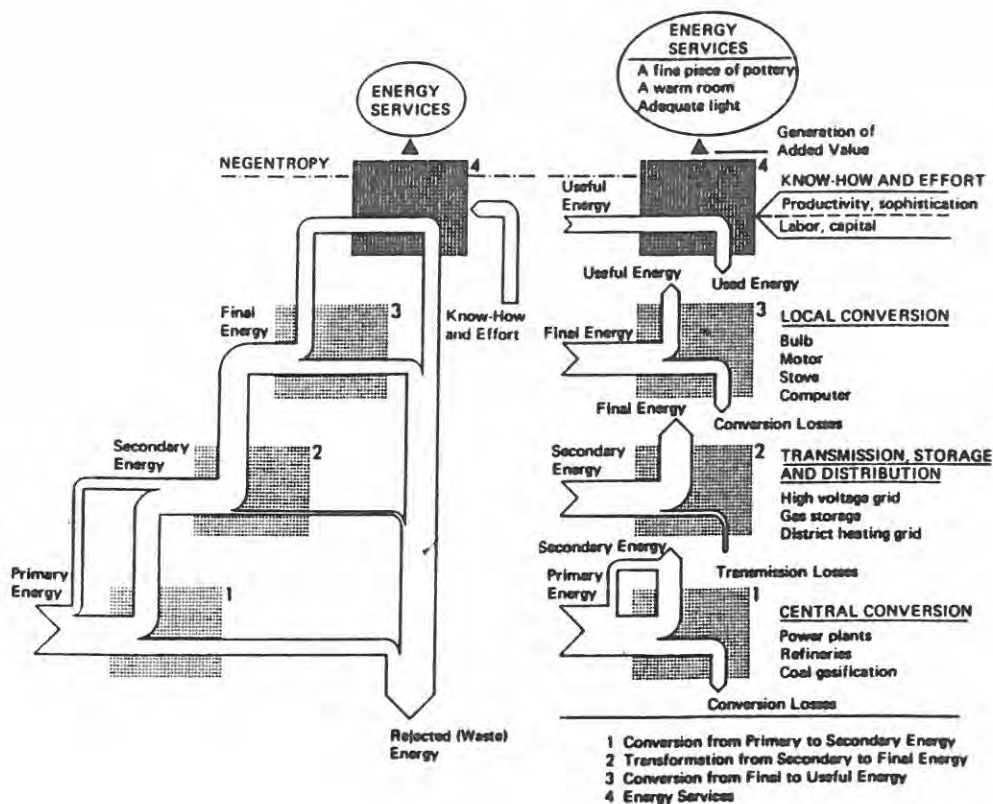 ENERGY
SERVICES
NEGENTROPY
4
Final
Energy
3
Know-How
and Effort
Secondary
Energy
2
Primary
Energy
1
Rejected (Waste)
Energy
ENERGY
SERVICES
A fine piece of pottery
A warm room
Adequate light
Generation of
Added Value
4
Useful
Energy
KNOW-HOW AND EFFORT
Productivity, sophistication
Labor, capital
Useful Energy
Used Energy
3
LOCAL CONVERSION
Final Energy
Bulb
Motor
Stove
Computer
Final Energy
Conversion Losses
Secondary
Energy
2
TRANSMISSION, STORAGE
AND DISTRIBUTION
High voltage grid
Gas storage
District heating grid
Secondary Energy
Transmission Losses
Primary
Energy
1
CENTRAL CONVERSION
Power plants
Refineries
Coal gasification
Conversion Losses
1 Conversion from Primary to Secondary Energy
2 Transformation from Secondary to Final Energy
3 Conversion from Final to Useful Energy
4 Energy Services